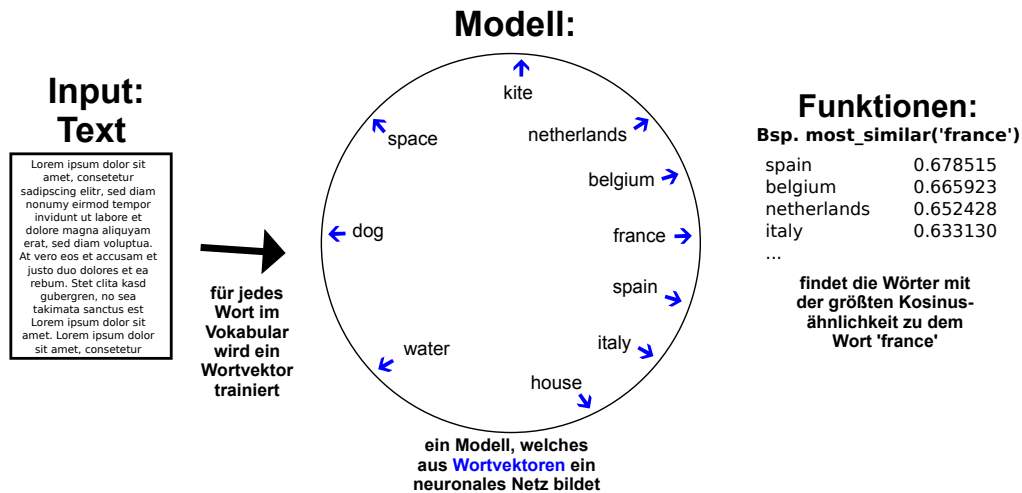 Modell:
Input:
Text
Lorem ipsum dolor sit
amet, consetetur
sadipscing elitr, sed diam
nonumy eirmod tempor
invidunt ut labore et
dolore magna aliquyam
erat, sed diam voluptua.
At vero eos et accusam et
justo duo dolores et ea
rebum. Stet clita kasd
gubergren, no sea
takimata sanctus est
Lorem ipsum dolor sit
amet. Lorem ipsum dolor
sit amet, consetetur
für jedes
Wort im
Vokabular
wird ein
Wortvektor
trainiert
kite
space
netherlands
belgium
dog
france
spain
water
italy
house
ein Modell, welches
aus Wortvektoren ein
neuronales Netz bildet
Funktionen:
Bsp. most_similar('france')
spain 0.678515
belgium 0.665923
netherlands 0.652428
italy 0.633130
...
findet die Wörter mit
der größten Kosinus-
ähnlichkeit zu dem
Wort 'france'